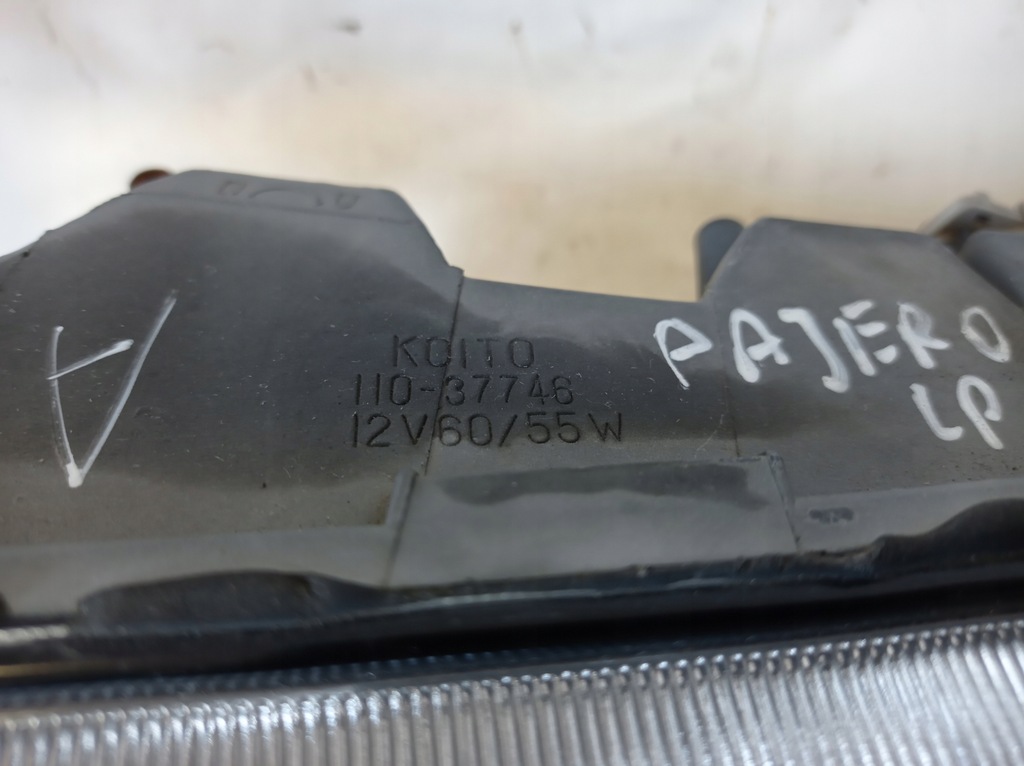 KOITO
110-37746
12V60/55W
PAJERO
LP
A